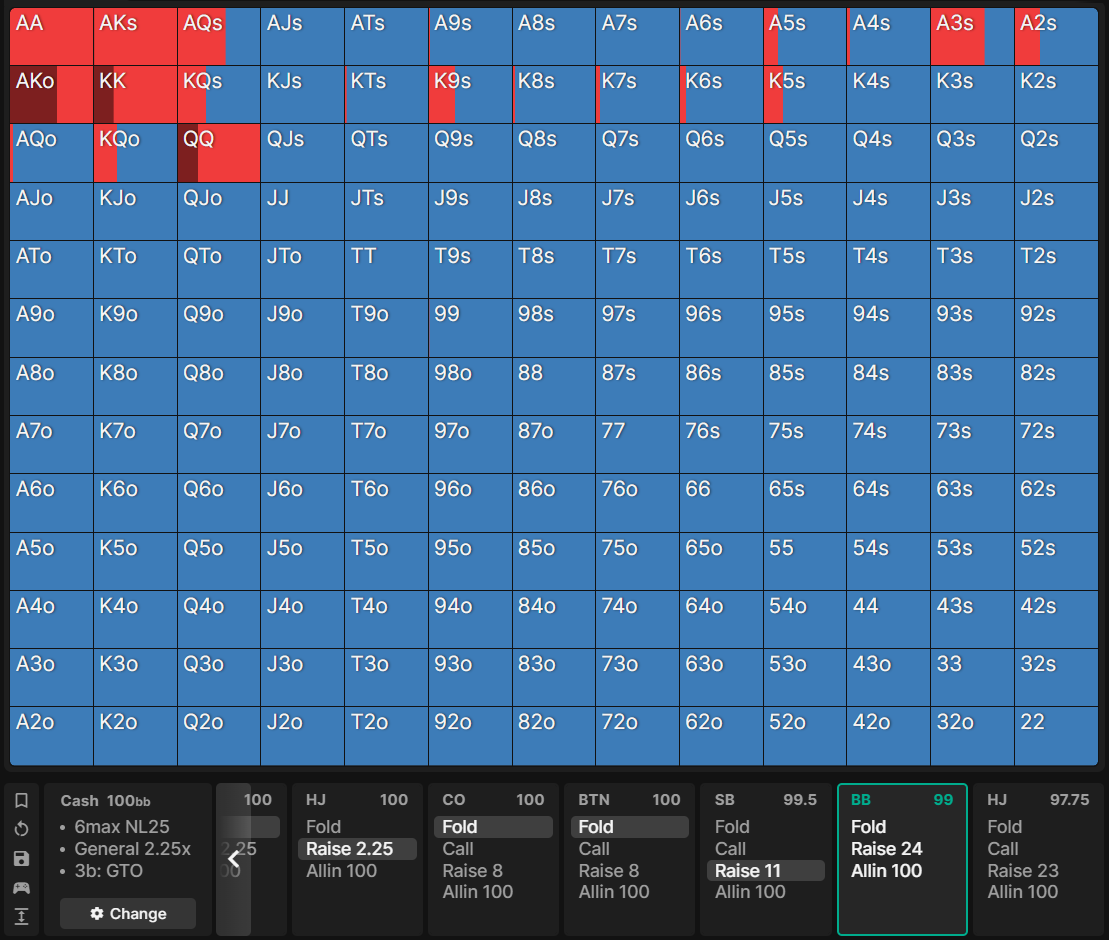 AA AKs AQs AJs ATs A9s A8s A7s A6s A5s A4s A3s A2s
AKo KK KQs KJs KTs K9s K8s K7s K6s K5s K4s K3s K2s
AQo KQo QQ QJs QTs Q9s Q8s Q7s Q6s Q5s Q4s Q3s Q2s
AJo KJo QJo JJ JTs J9s J8s J7s J6s J5s J4s J3s J2s
ATo KTo QTo JTo TT T9s T8s T7s T6s T5s T4s T3s T2s
A9o K9o Q9o J9o T9o 99 98s 97s 96s 95s 94s 93s 92s
A8o K8o Q8o J8o T8o 98o 88 87s 86s 85s 84s 83s 82s
A7o K7o Q7o J7o T7o 97o 87o 77 76s 75s 74s 73s 72s
A6o K6o Q6o J6o T6o 96o 86o 76o 66 65s 64s 63s 62s
A5o K5o Q5o J5o T5o 95o 85o 75o 65o 55 54s 53s 52s
A4o K4o Q4o J4o T4o 94o 84o 74o 64o 54o 44 43s 42s
A3o K3o Q3o J3o T3o 93o 83o 73o 63o 53o 43o 33 32s
A2o K2o Q2o J2o T2o 92o 82o 72o 62o 52o 42o 32o 22
Cash 100bb
• 6max NL25
• General 2.25x
• 3b: GTO
Change
100
2.25
00
HJ 100
Fold
Raise 2.25
Allin 100
CO 100
Fold
Call
Raise 8
Allin 100
BTN 100
Fold
Call
Raise 8
Allin 100
SB 99.5
Fold
Call
Raise 11
Allin 100
BB 99
Fold
Raise 24
Allin 100
HJ 97.75
Fold
Call
Raise 23
Allin 100